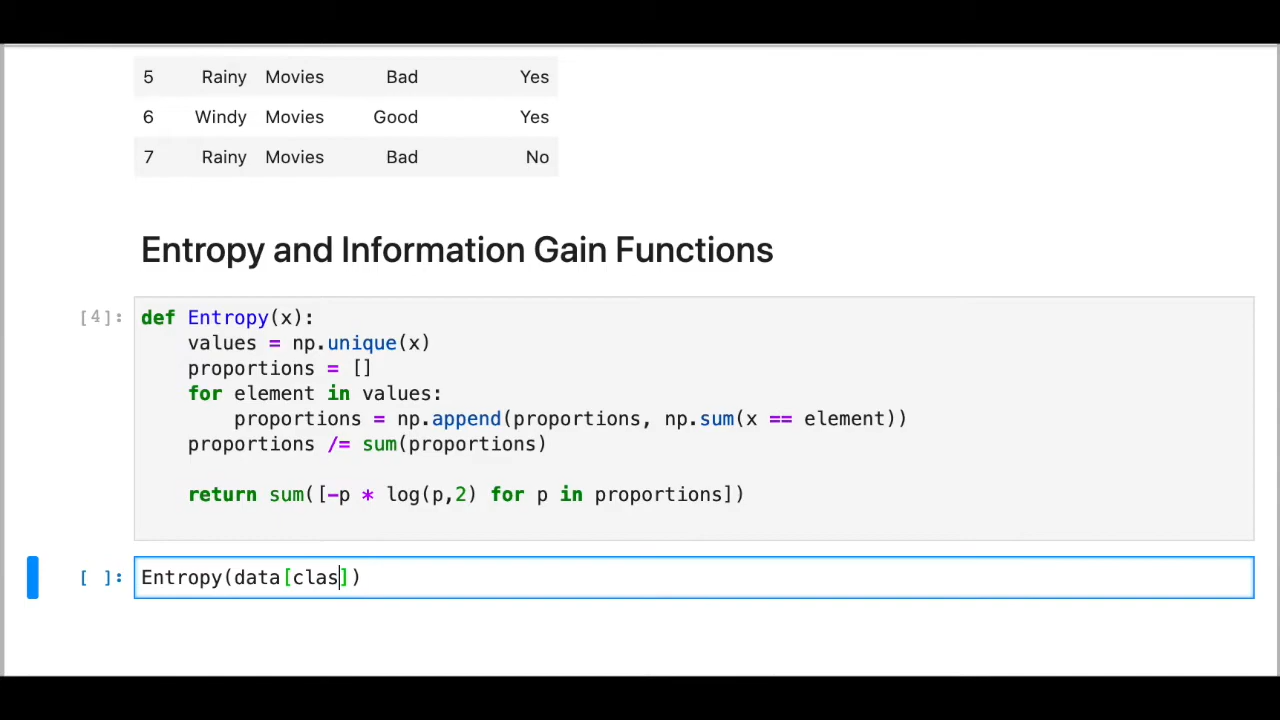 5 Rainy Movies Bad Yes
6 Windy Movies Good Yes
7 Rainy Movies Bad No
Entropy and Information Gain Functions
[4]: def Entropy(x):
values = np.unique(x)
proportions = []
for element in values:
proportions = np.append(proportions, np.sum(x == element))
proportions /= sum(proportions)
return sum([-p * log(p,2) for p in proportions])
[ ]: Entropy(data[clas])